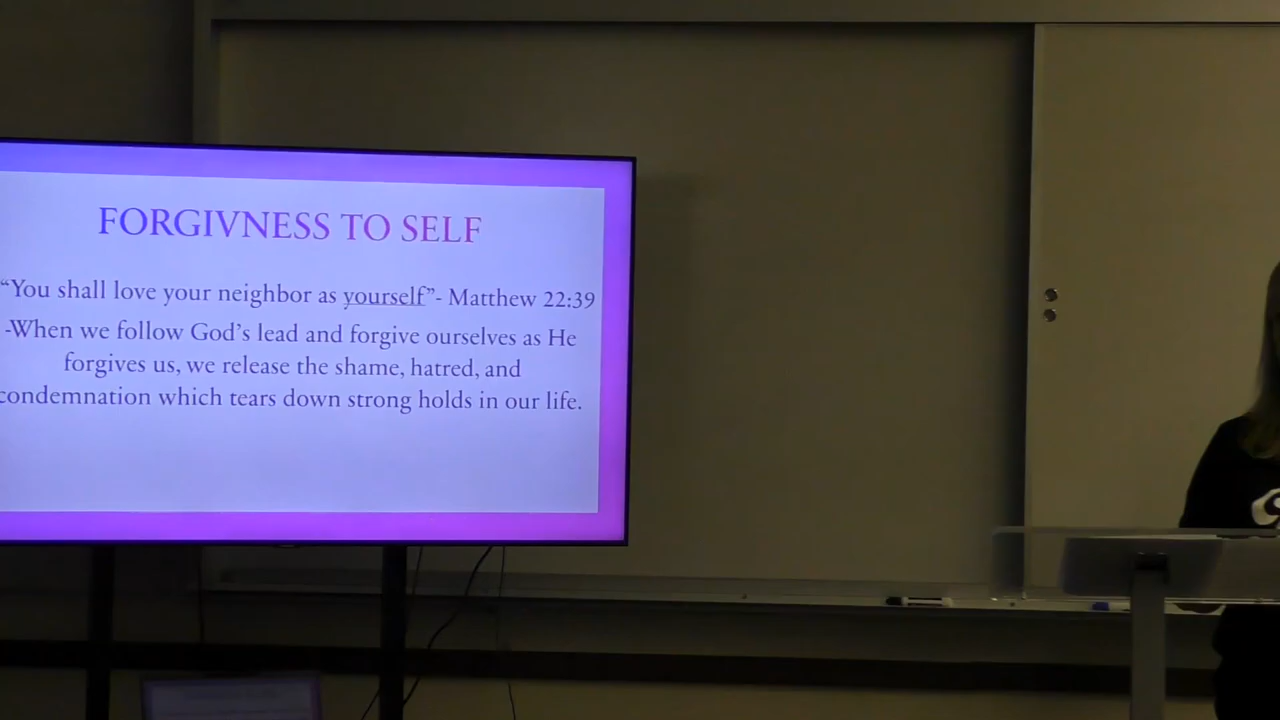 FORGIVNESS TO SELF
“You shall love your neighbor as yourself”- Matthew 22:39
-When we follow God’s lead and forgive ourselves as He
forgives us, we release the shame, hatred, and
condemnation which tears down strong holds in our life.